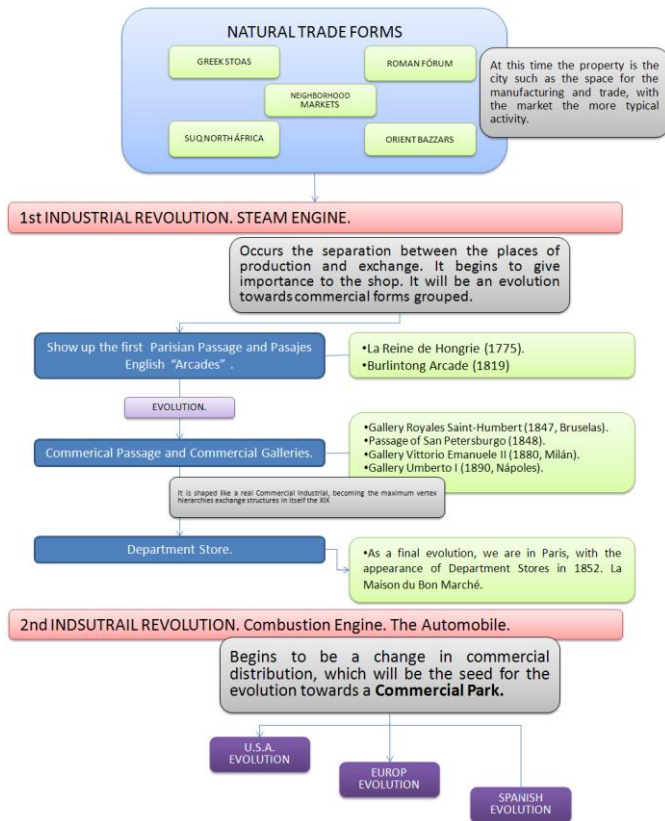 NATURAL TRADE FORMS
GREEK STOAS
ROMAN FÓRUM
NEIGHBORHOOD
MARKETS
SUQ NORTH ÁFRICA
ORIENT BAZZARS
At this time the property is the
city such as the space for the
manufacturing and trade, with
the market the more typical
activity.
1st INDUSTRIAL REVOLUTION. STEAM ENGINE.
Occurs the separation between the places of
production and exchange. It begins to give
importance to the shop. It will be an evolution
towards commercial forms grouped.
Show up the first Parisian Passage and Pasajes
English “Arcades” .
•La Reine de Hongrie (1775).
•Burlintong Arcade (1819)
EVOLUTION.
Commerical Passage and Commercial Galleries.
•Gallery Royales Saint-Humbert (1847, Bruselas).
•Passage of San Petersburgo (1848).
•Gallery Vittorio Emanuele II (1880, Milán).
•Gallery Umberto I (1890, Nápoles).
It is shaped like a real Commercial Industrial, becoming the maximum vertex
hierarchies exchange structures in itself the XIX
Department Store.
•As a final evolution, we are in Paris, with the
appearance of Department Stores in 1852. La
Maison du Bon Marché.
2nd INDSUTRAIL REVOLUTION. Combustion Engine. The Automobile.
Begins to be a change in commercial
distribution, which will be the seed for the
evolution towards a Commercial Park.
U.S.A.
EVOLUTION
EUROP
EVOLUTION
SPANISH
EVOLUTION